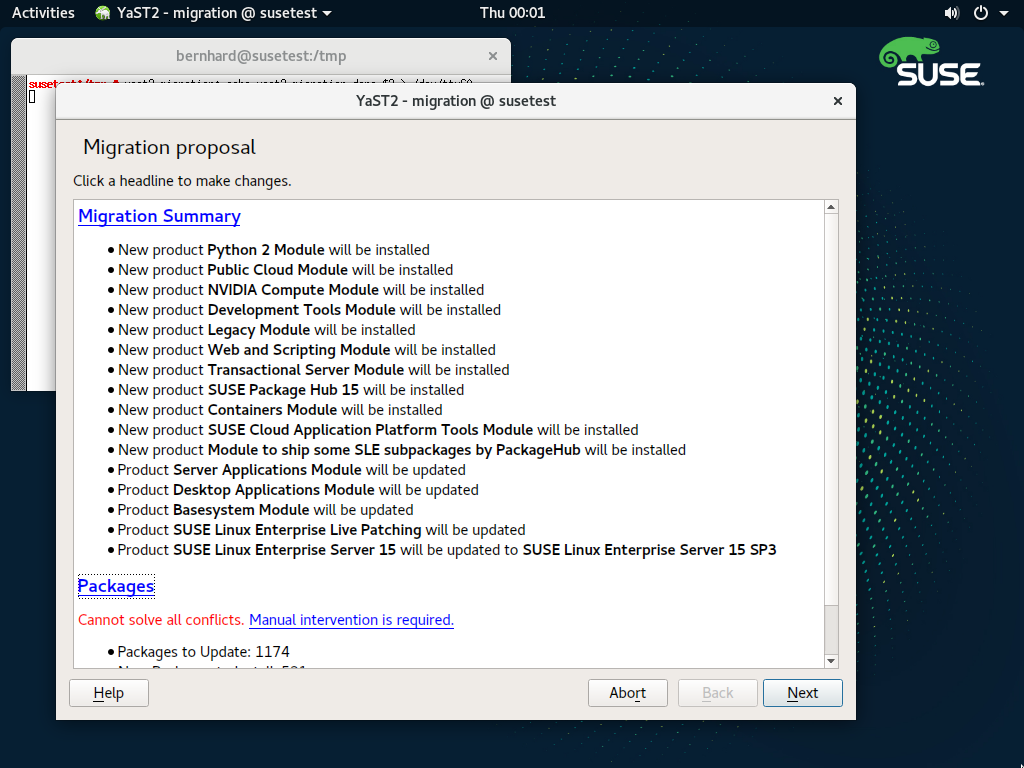 Activities YaST2 - migration @ susetest Thu 00:01
bernhard@susetest:/tmp
SUSE
YaST2 - migration @ susetest
Migration proposal
Click a headline to make changes.
Migration Summary
New product Python 2 Module will be installed
New product Public Cloud Module will be installed
New product NVIDIA Compute Module will be installed
New product Development Tools Module will be installed
New product Legacy Module will be installed
New product Web and Scripting Module will be installed
New product Transactional Server Module will be installed
New product SUSE Package Hub 15 will be installed
New product Containers Module will be installed
New product SUSE Cloud Application Platform Tools Module will be installed
New product Module to ship some SLE subpackages by PackageHub will be installed
Product Server Applications Module will be updated
Product Desktop Applications Module will be updated
Product Basesystem Module will be updated
Product SUSE Linux Enterprise Live Patching will be updated
Product SUSE Linux Enterprise Server 15 will be updated to SUSE Linux Enterprise Server 15 SP3
Packages
Cannot solve all conflicts. Manual intervention is required.
Packages to Update: 1174
Help Abort Back Next